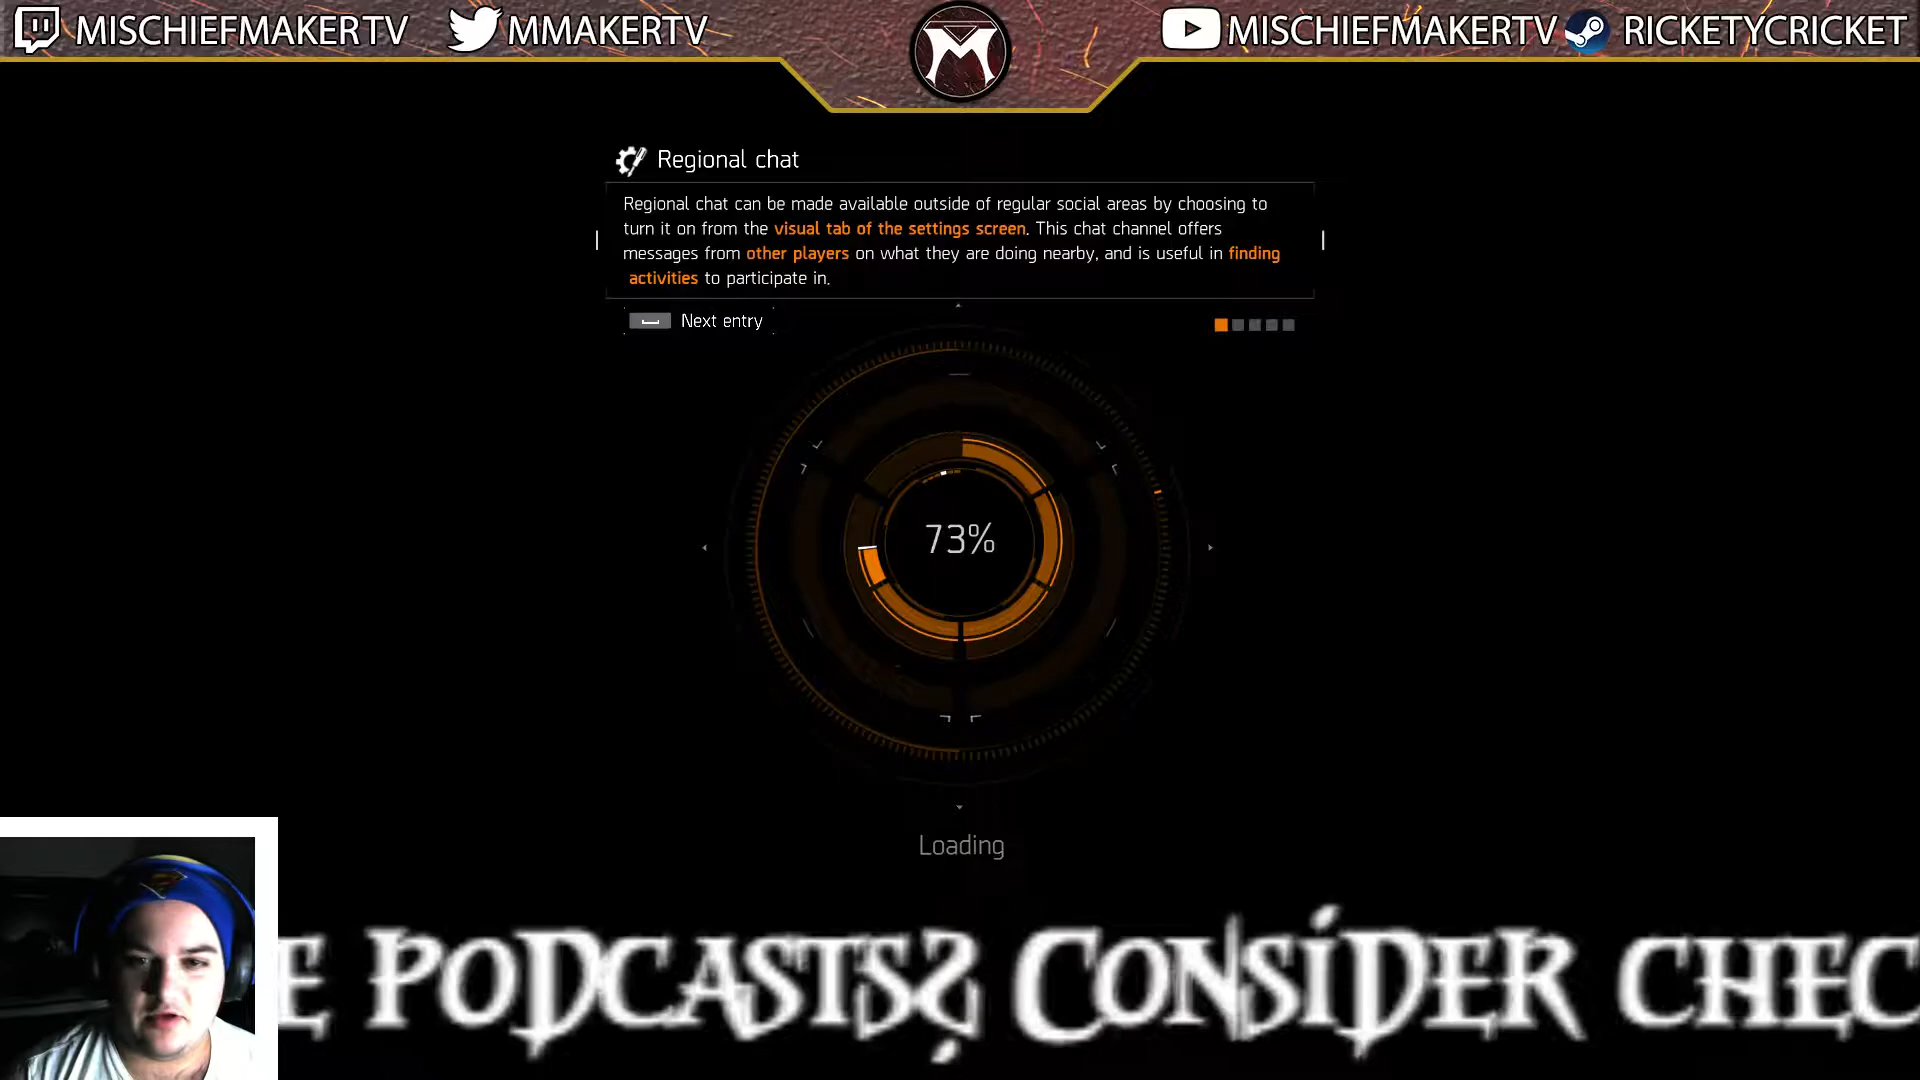 MISCHIEFMAKERTV MMAKERTV M MISCHIEFMAKERTV RICKETYCRICKET
Regional chat
Regional chat can be made available outside of regular social areas by choosing to
turn it on from the visual tab of the settings screen. This chat channel offers
messages from other players on what they are doing nearby, and is useful in finding
activities to participate in.
Next entry
73%
Loading
E PODCASTS? CONSIDER CHEC